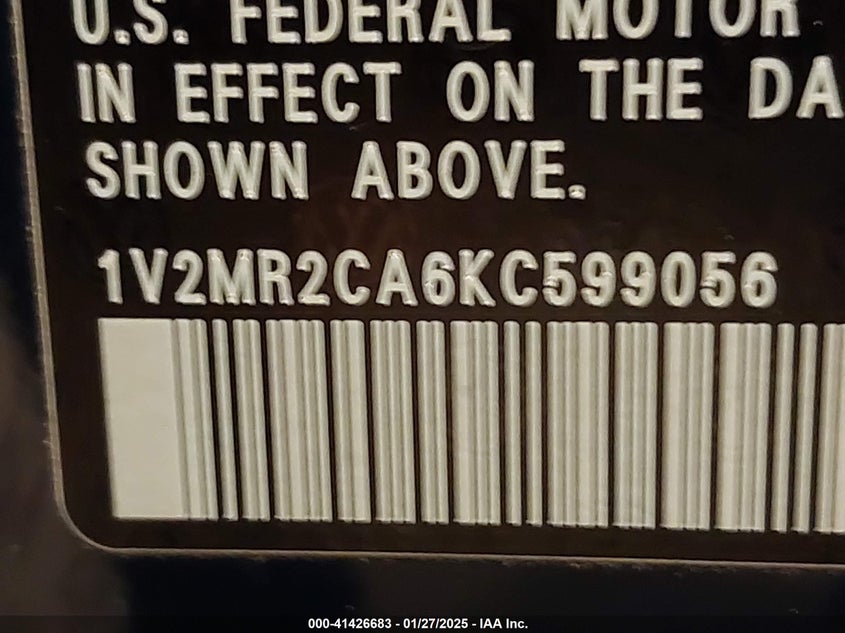 U.S. FEDERAL MOTOR
IN EFFECT ON THE DA
SHOWN ABOVE.
1V2MR2CA6KC599056
000-41426683 - 01/27/2025 - IAA Inc.